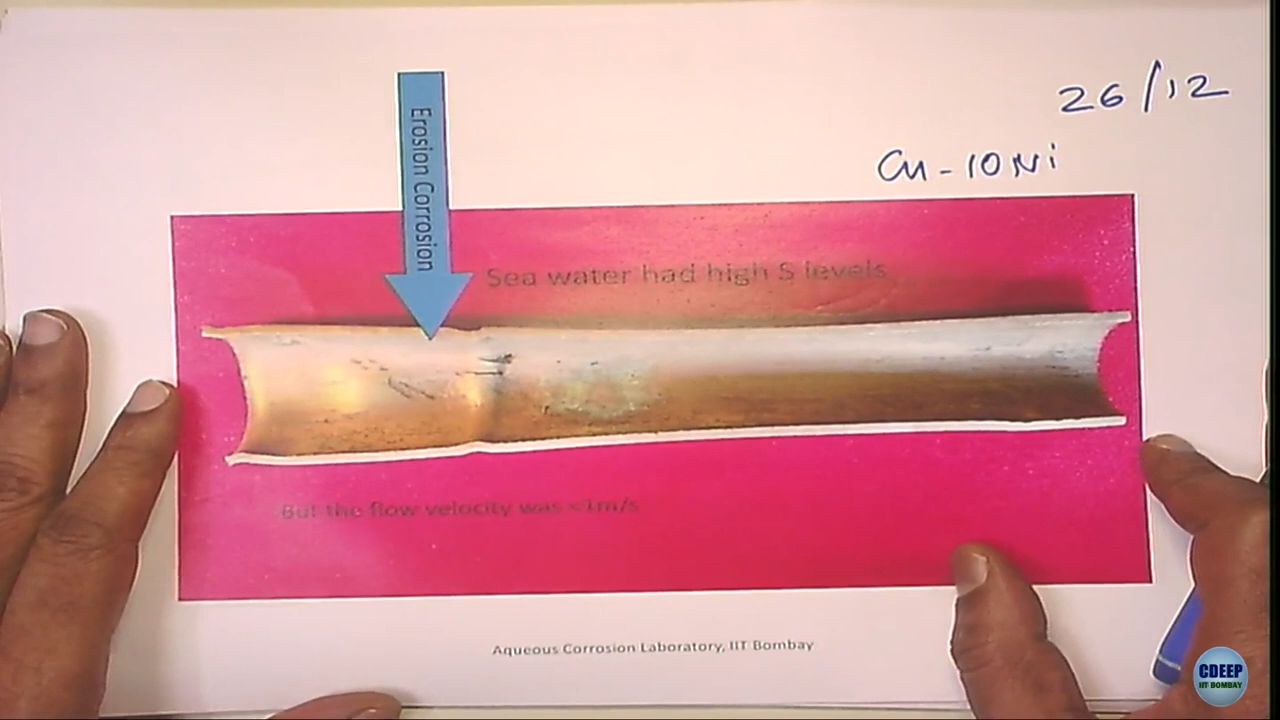 26/12
Cu-10Ni
Erosion Corrosion
Sea water had high S levels
But the flow velocity was <1m/s
Aqueous Corrosion Laboratory, IIT Bombay
CDEEP
IIT BOMBAY